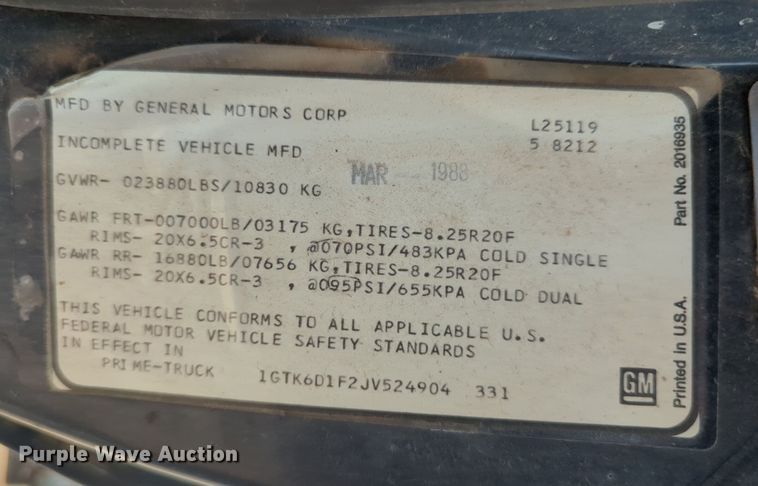 MFD BY GENERAL MOTORS CORP
L25119
INCOMPLETE VEHICLE MFD
5 8212
MAR 1988
GVWR- 023880LBS/10830 KG
GAWR FRT-007000LB/03175 KG,TIRES-8.25R20F
RIMS- 20X6.5CR-3 , @070PSI/483KPA COLD SINGLE
GAWR RR- 16880LB/07656 KG,TIRES-8.25R20F
RIMS- 20X6.5CR-3 , @095PSI/655KPA COLD DUAL
THIS VEHICLE CONFORMS TO ALL APPLICABLE U.S.
FEDERAL MOTOR VEHICLE SAFETY STANDARDS
IN EFFECT IN
PRIME-TRUCK 1GTK6D1F2JV524904 331
GM
Part No. 2016935
Printed in U.S.A.
Purple Wave Auction